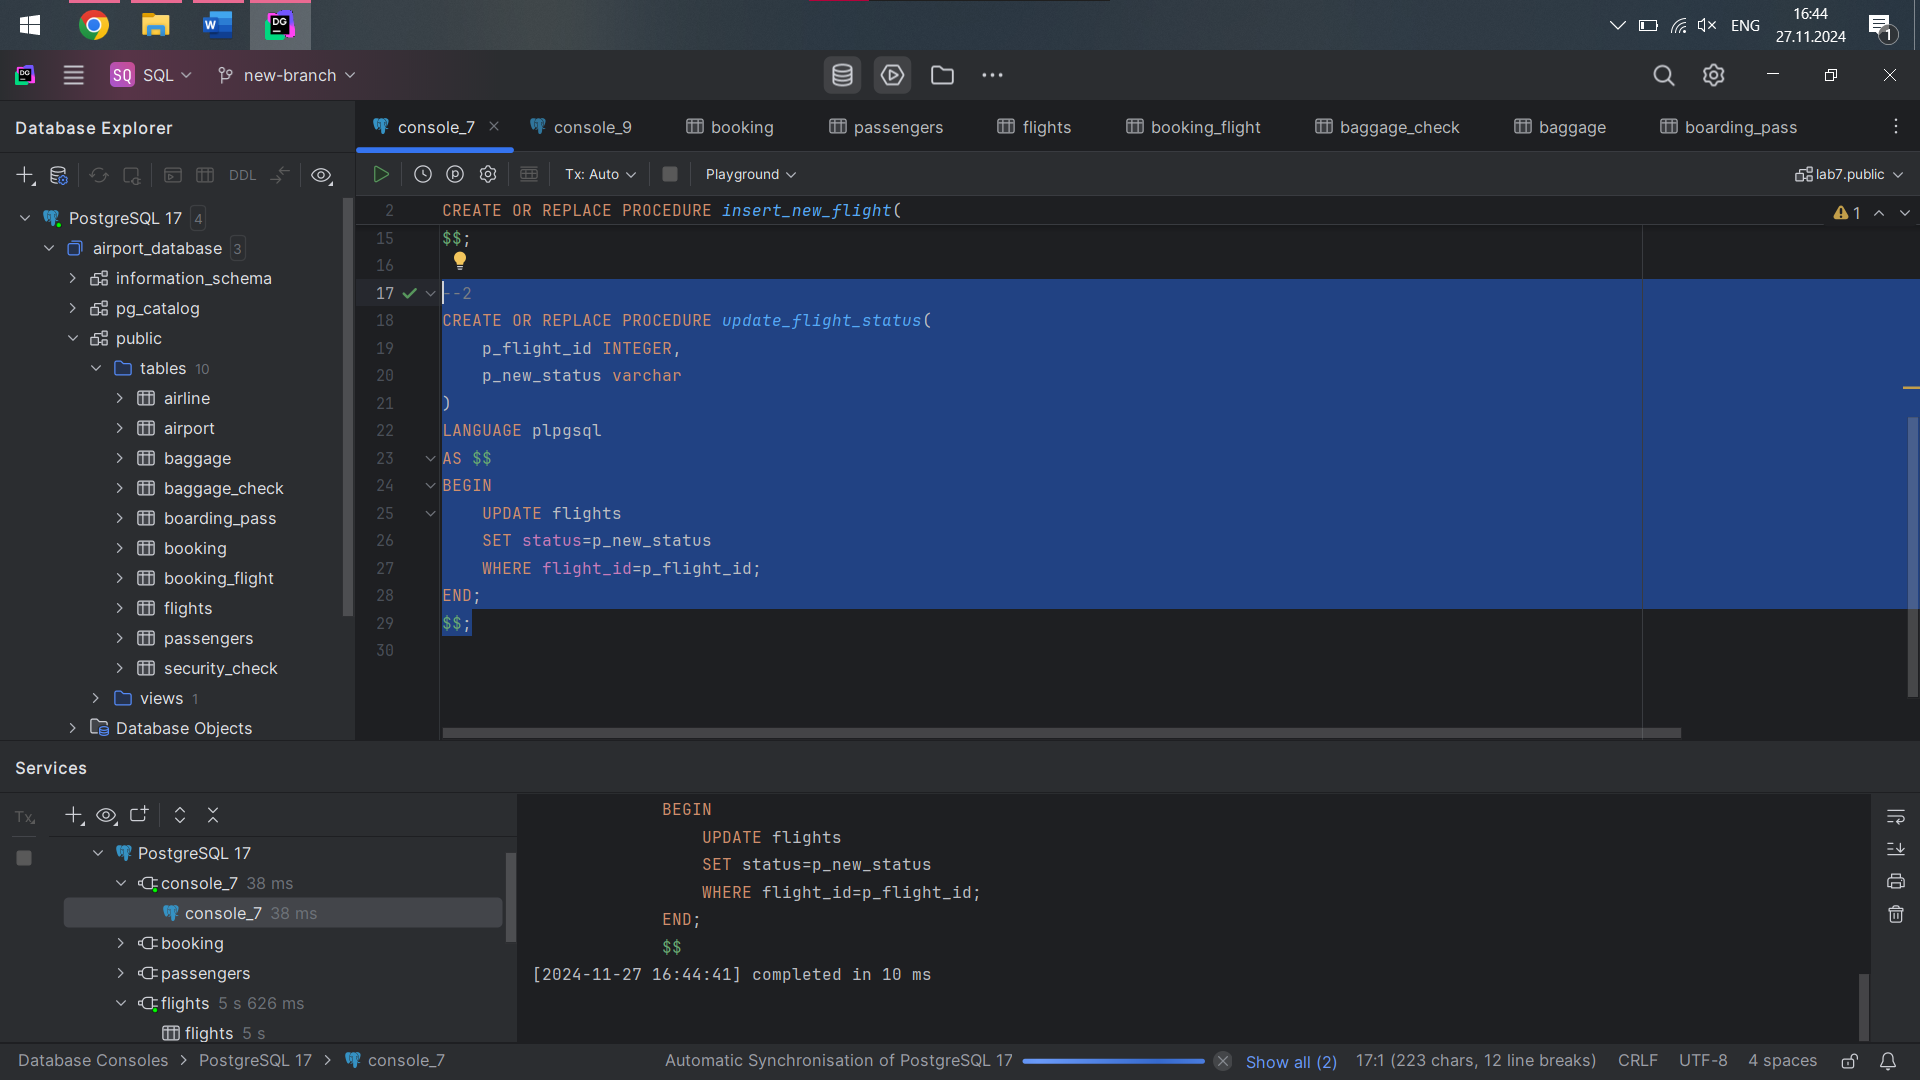 ENG
16:44
27.11.2024
1
SQ SQL
new-branch
Database Explorer
console_7
console_9
booking
passengers
flights
booking_flight
baggage_check
baggage
boarding_pass
DDL
Tx: Auto
Playground
lab7.public
PostgreSQL 17 4
airport_database 3
information_schema
pg_catalog
public
tables 10
airline
airport
baggage
baggage_check
boarding_pass
booking
booking_flight
flights
passengers
security_check
views 1
Database Objects
2 CREATE OR REPLACE PROCEDURE insert_new_flight(
1
15 $$;
16
17 --2
18 CREATE OR REPLACE PROCEDURE update_flight_status(
19 p_flight_id INTEGER,
20 p_new_status varchar
21 )
22 LANGUAGE plpgsql
23 AS $$
24 BEGIN
25 UPDATE flights
26 SET status=p_new_status
27 WHERE flight_id=p_flight_id;
28 END;
29 $$;
30
Services
Tx
PostgreSQL 17
console_7 38 ms
console_7 38 ms
booking
passengers
flights 5 s 626 ms
flights 5 s
BEGIN
UPDATE flights
SET status=p_new_status
WHERE flight_id=p_flight_id;
END;
$$
[2024-11-27 16:44:41] completed in 10 ms
Database Consoles > PostgreSQL 17 > console_7
Automatic Synchronisation of PostgreSQL 17
Show all (2)
17:1 (223 chars, 12 line breaks)
CRLF
UTF-8
4 spaces